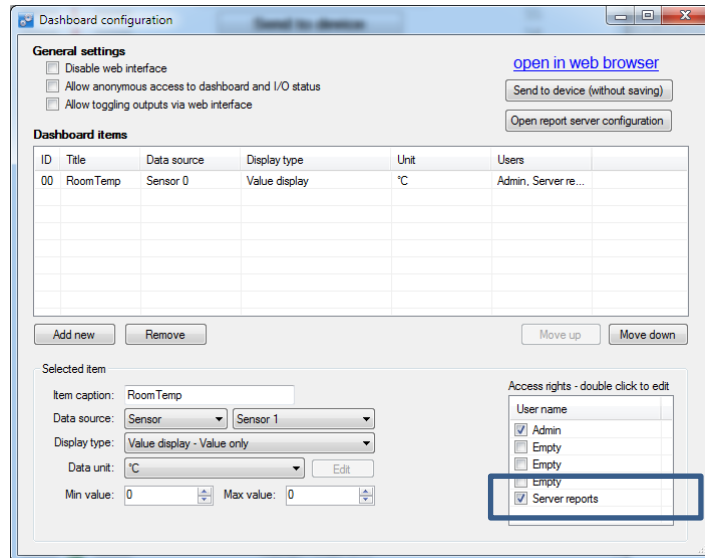 Dashboard configuration
Send to device
General settings
Disable web interface
Allow anonymous access to dashboard and I/O status
Allow toggling outputs via web interface
open in web browser
Send to device (without saving)
Open report server configuration
Dashboard items
ID Title Data source Display type Unit Users
00 RoomTemp Sensor 0 Value display °C Admin, Server re...
Add new Remove Move up Move down
Selected item
Item caption: RoomTemp
Data source: Sensor Sensor 1
Display type: Value display - Value only
Data unit: °C Edit
Min value: 0 Max value: 0
Access rights - double click to edit
User name
Admin
Empty
Empty
Empty
Server reports